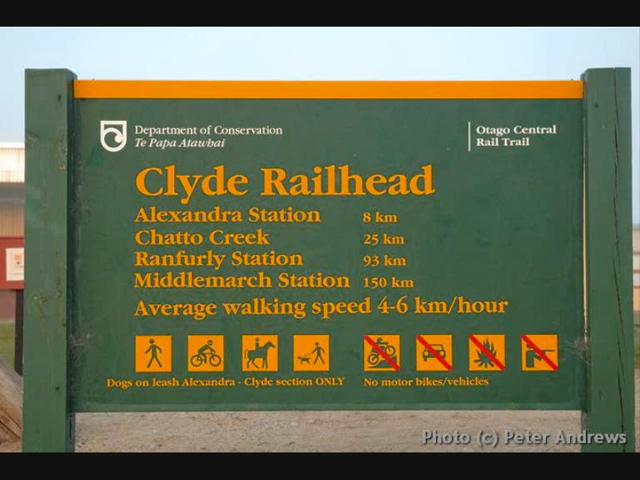 Department of Conservation
Te Papa Atawhai
Otago Central
Rail Trail
Clyde Railhead
Alexandra Station 8 km
Chatto Creek 25 km
Ranfurly Station 93 km
Middlemarch Station 150 km
Average walking speed 4-6 km/hour
Dogs on leash Alexandra - Clyde section ONLY No motor bikes/vehicles
Photo (c) Peter Andrews